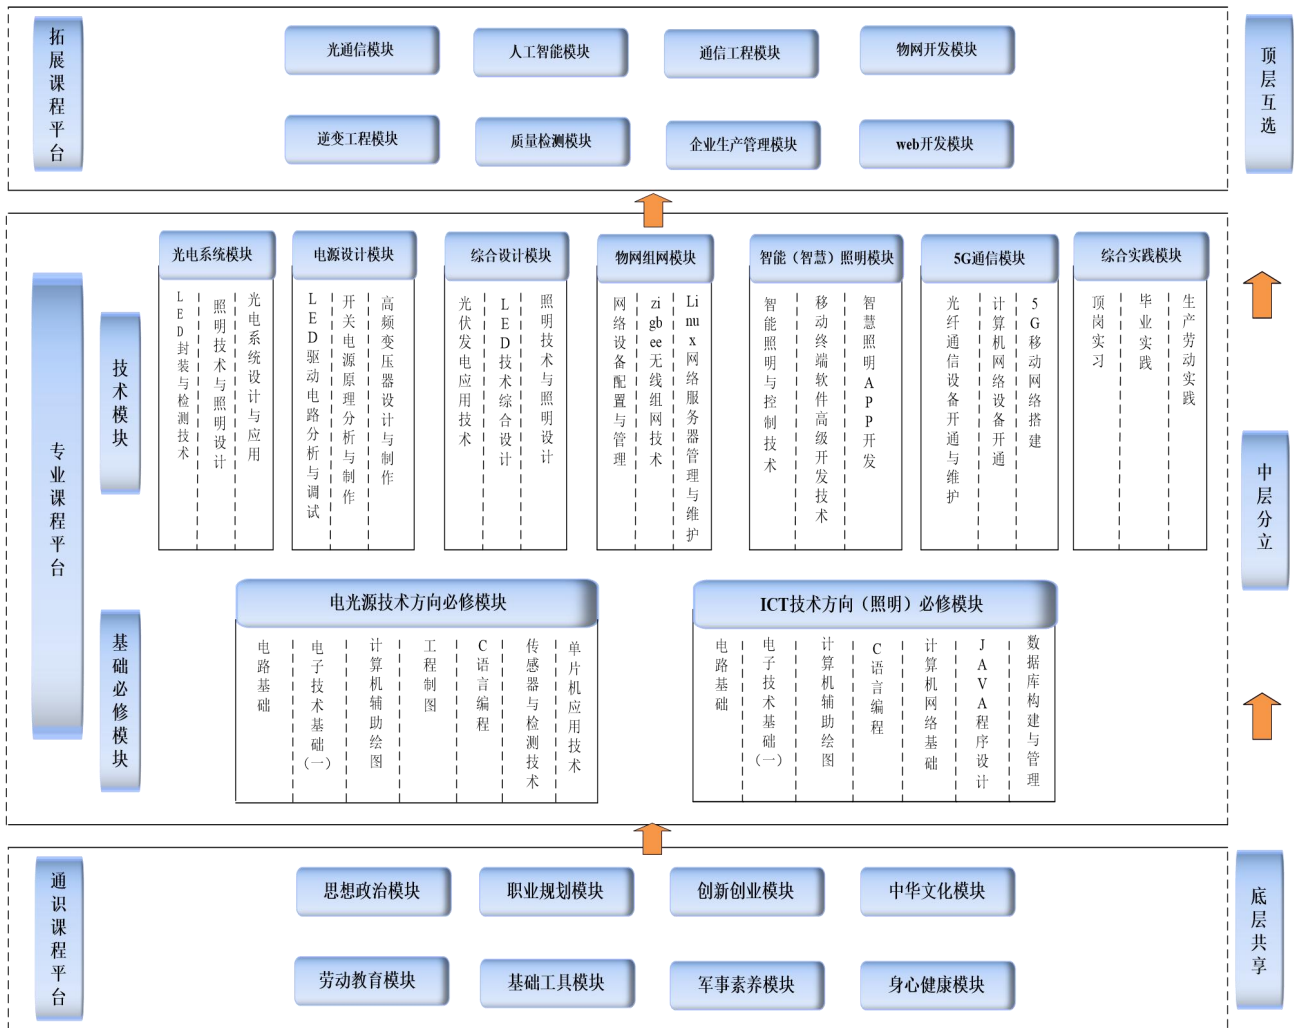 拓展课程平台
光通信模块
人工智能模块
通信工程模块
物网开发模块
逆变工程模块
质量检测模块
企业生产管理模块
web开发模块
顶层互选
专业课程平台
技术模块
光电系统模块
LED封装与检测技术
照明技术与照明设计
光电系统设计与应用
电源设计模块
LED驱动电路分析与调试
开关电源原理分析与制作
高频变压器设计与制作
综合设计模块
光伏发电应用技术
LED技术综合设计
照明技术与照明设计
物网组网模块
网络设备配置与管理
zigbee无线组网技术
Linux网络服务器管理与维护
智能（智慧）照明模块
智能照明与控制技术
移动终端软件高级开发技术
智慧照明APP开发
5G通信模块
光纤通信设备开通与维护
计算机网络设备开通
5G移动网络搭建
综合实践模块
顶岗实习
毕业实践
生产劳动实践
中层分立
基础必修模块
电光源技术方向必修模块
电路基础
电子技术基础（一）
计算机辅助绘图
工程制图
C语言编程
传感器与检测技术
单片机应用技术
ICT技术方向（照明）必修模块
电路基础
电子技术基础（一）
计算机辅助绘图
C语言编程
计算机网络基础
JAVA程序设计
数据库构建与管理
通识课程平台
思想政治模块
职业规划模块
创新创业模块
中华文化模块
劳动教育模块
基础工具模块
军事素养模块
身心健康模块
底层共享